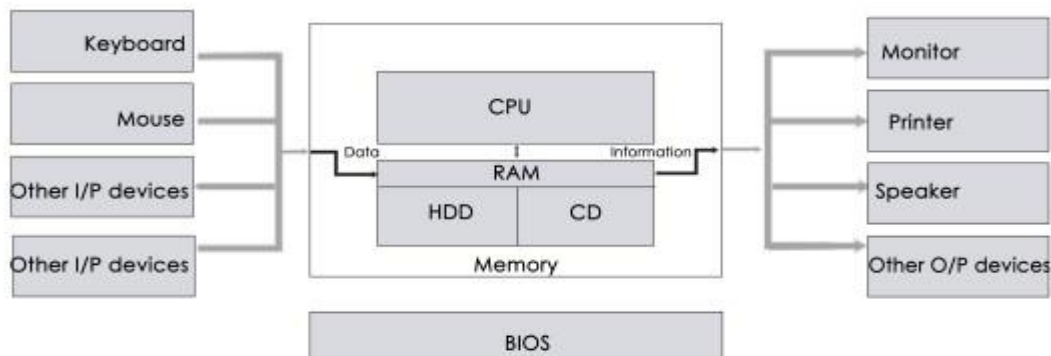 Keyboard
Mouse
Other I/P devices
Other I/P devices
CPU
Data
Information
RAM
HDD
CD
Memory
BIOS
Monitor
Printer
Speaker
Other O/P devices